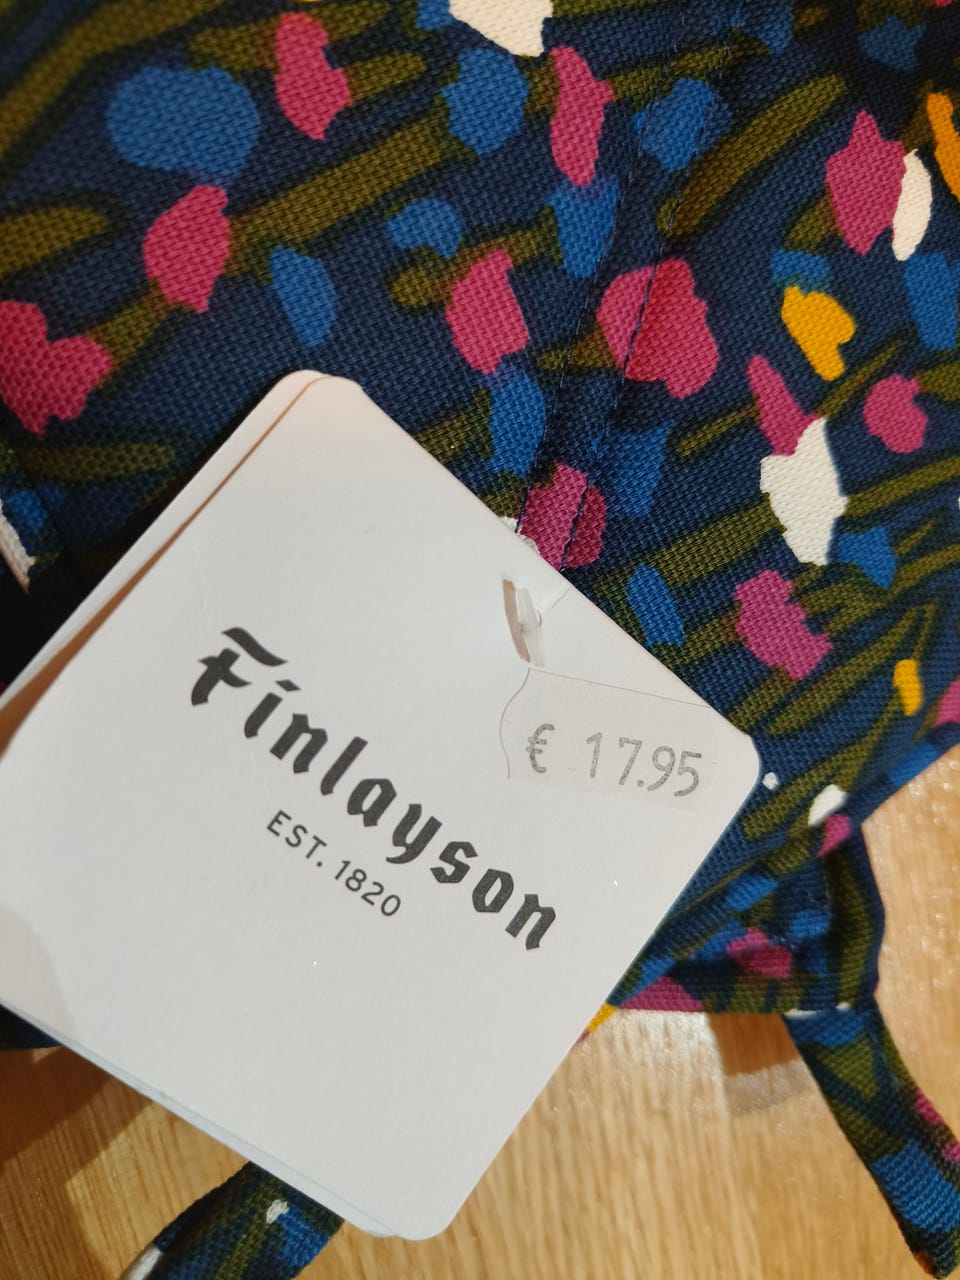 Finlayson
EST. 1820
€ 17.95